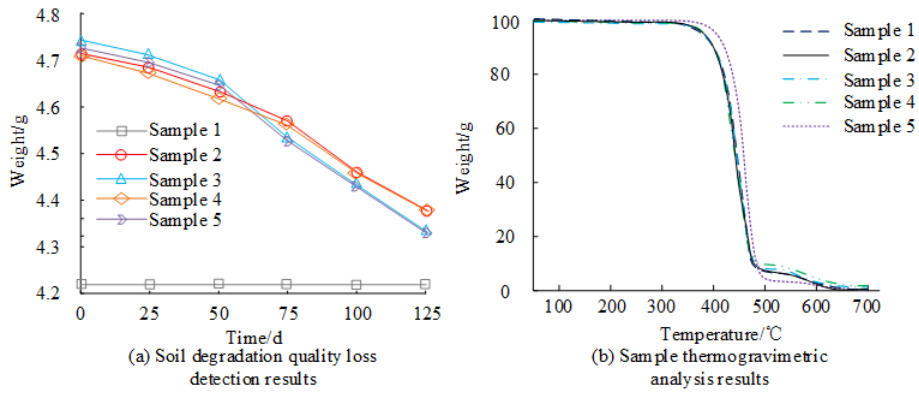 4.8
4.7
4.6
4.5
4.4
4.3
4.2
Weight/g
Sample 1
Sample 2
Sample 3
Sample 4
Sample 5
0 25 50 75 100 125
Time/d
(a) Soil degradation quality loss
detection results
100
80
60
40
20
0
Weight/g
Sample 1
Sample 2
Sample 3
Sample 4
Sample 5
100 200 300 400 500 600 700
Temperature/℃
(b) Sample thermogravimetric
analysis results